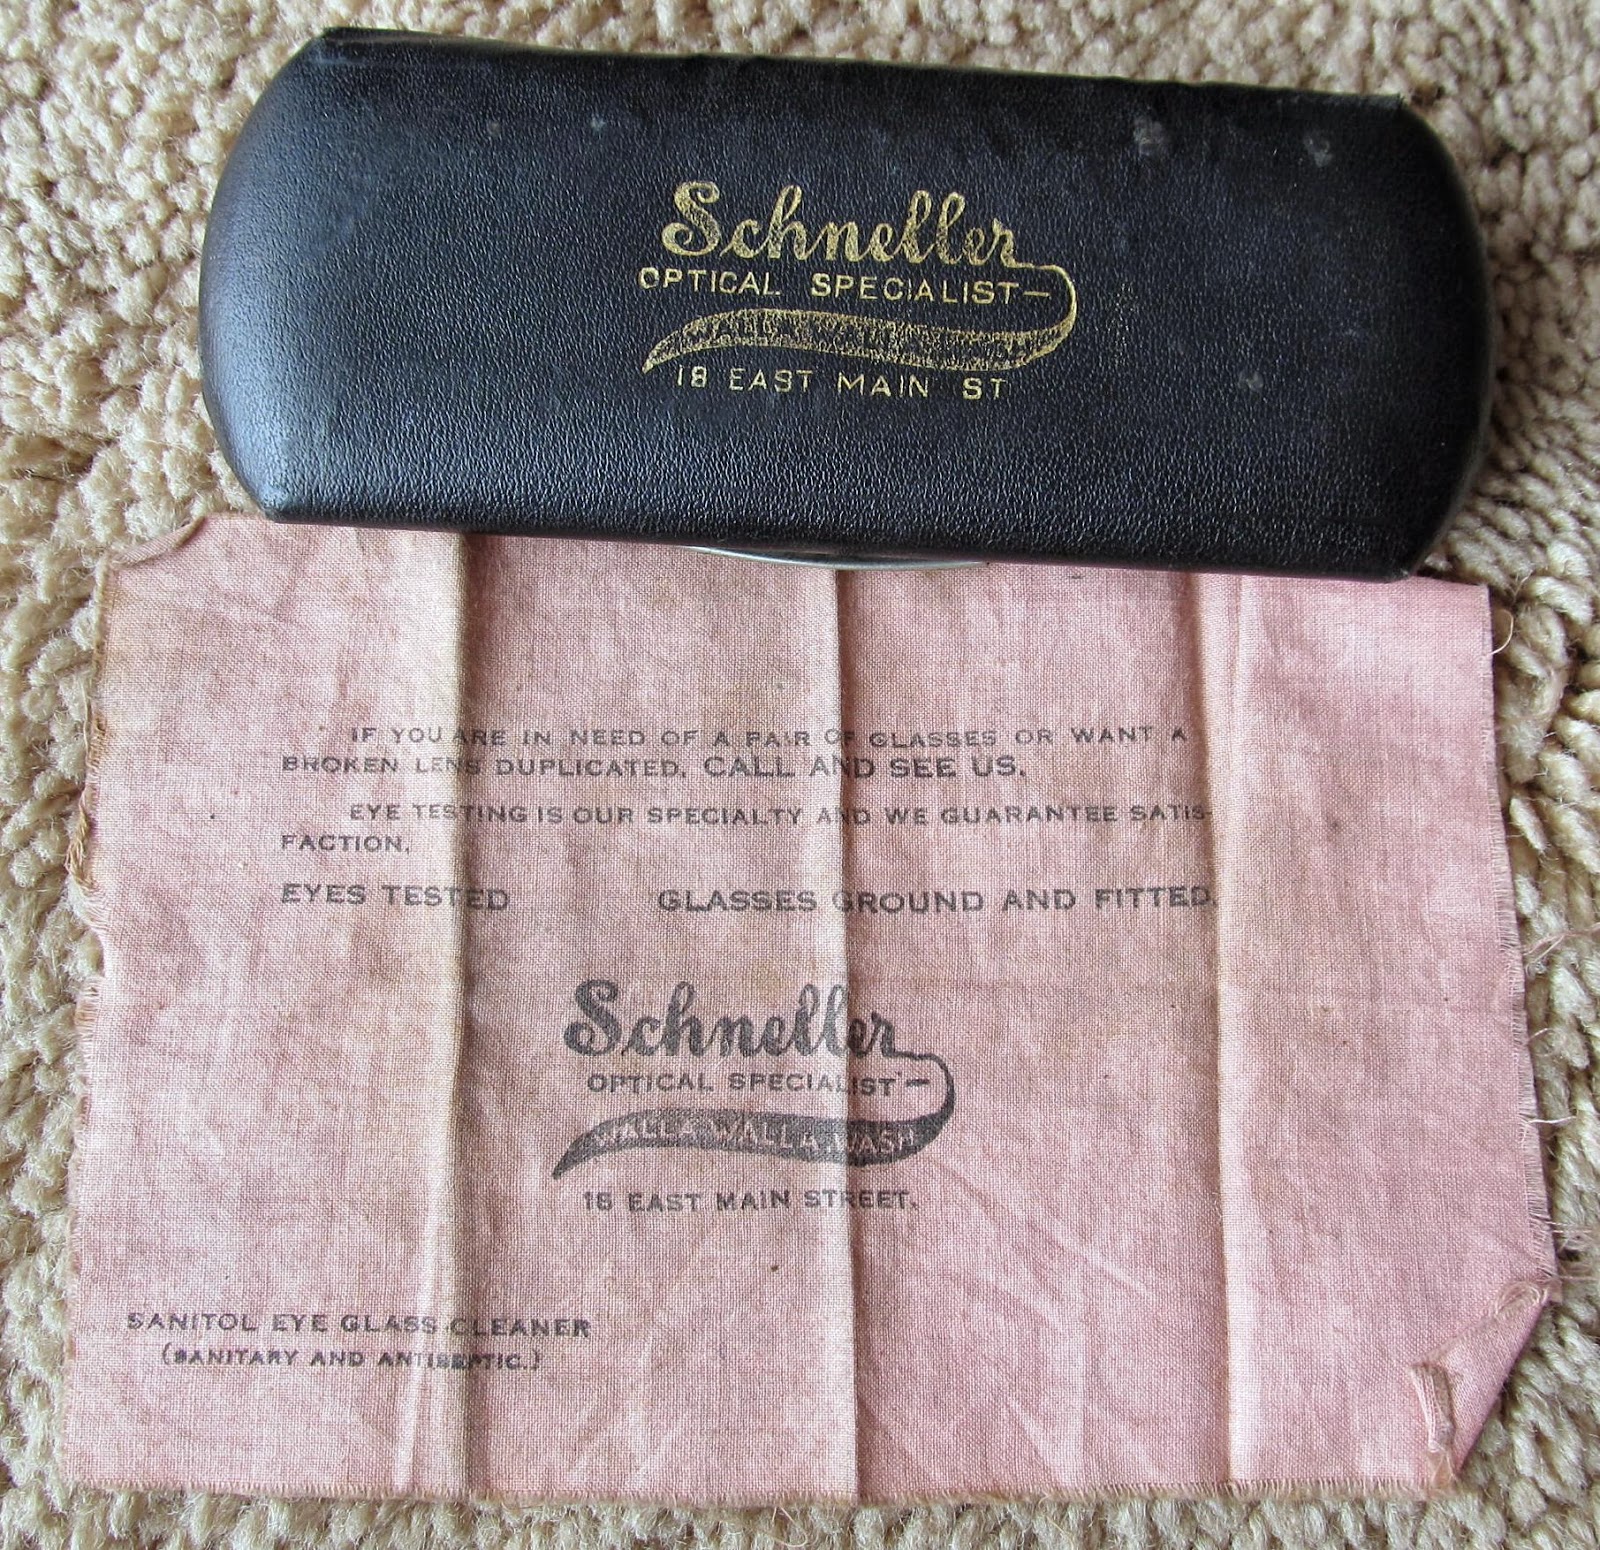 Schneller
OPTICAL SPECIALIST-
18 EAST MAIN ST
IF YOU ARE IN NEED OF A PAIR OF GLASSES OR WANT A
BROKEN LENS DUPLICATED, CALL AND SEE US.
EYE TESTING IS OUR SPECIALTY AND WE GUARANTEE SATIS-
FACTION.
EYES TESTED GLASSES GROUND AND FITTED.
Schneller
OPTICAL SPECIALIST-
WALLA WALLA WASH
18 EAST MAIN STREET.
SANITOL EYE GLASS CLEANER
(SANITARY AND ANTISEPTIC.)